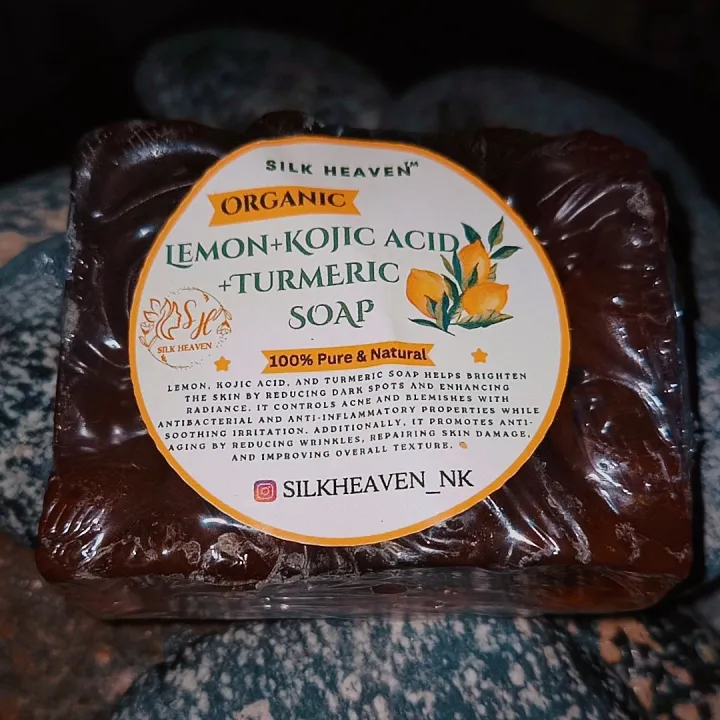 SILK HEAVEN™
ORGANIC
LEMON+KOJIC ACID
+TURMERIC
SOAP
SH
SILK HEAVEN
100% Pure & Natural
LEMON, KOJIC ACID, AND TURMERIC SOAP HELPS BRIGHTEN
THE SKIN BY REDUCING DARK SPOTS AND ENHANCING
RADIANCE. IT CONTROLS ACNE AND BLEMISHES WITH
ANTIBACTERIAL AND ANTI-INFLAMMATORY PROPERTIES WHILE
SOOTHING IRRITATION. ADDITIONALLY, IT PROMOTES ANTI-
AGING BY REDUCING WRINKLES, REPAIRING SKIN DAMAGE,
AND IMPROVING OVERALL TEXTURE.
SILKHEAVEN_NK